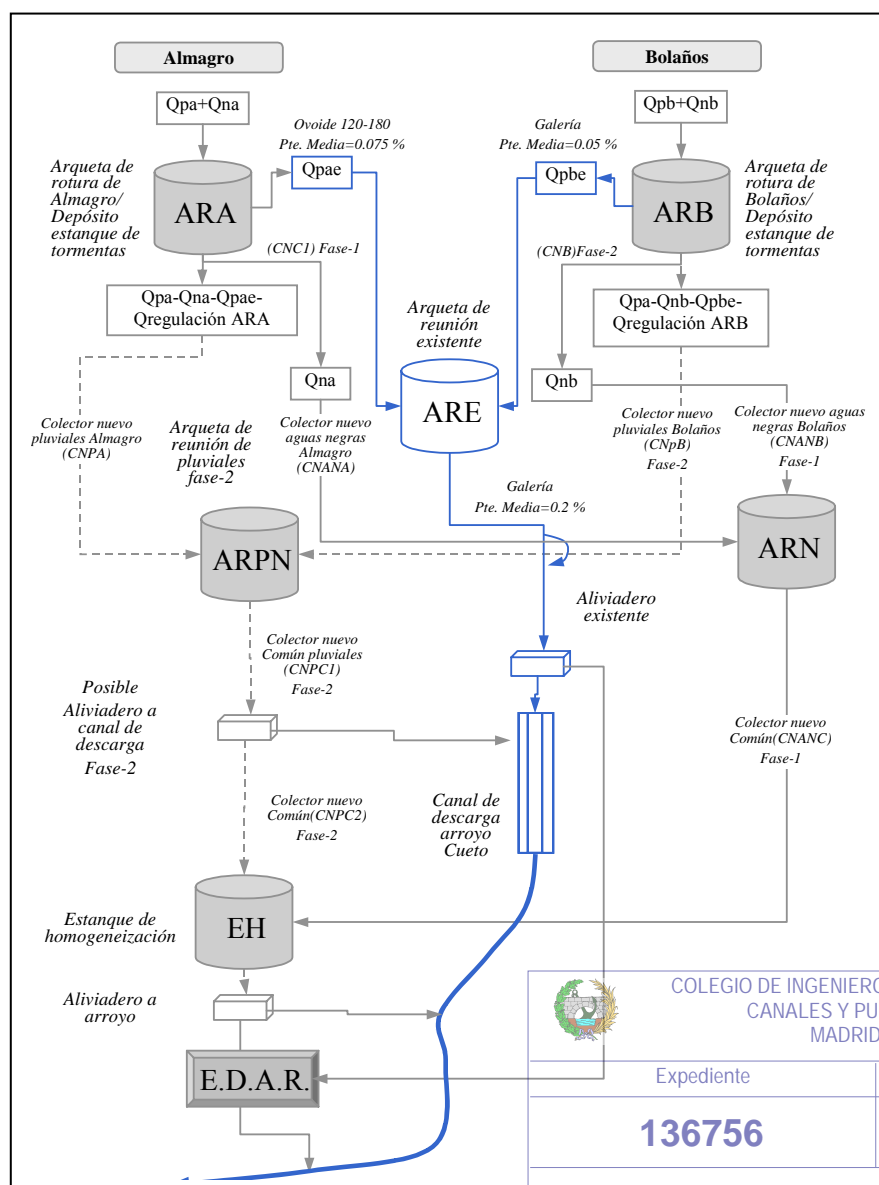 Almagro
Bolaños
Qpa+Qna
Qpb+Qnb
Ovoide 120-180
Pte. Media=0.075 %
Galería
Pte. Media=0.05 %
Qpae
Qpbe
Arqueta de
rotura de
Almagro/
Depósito
estanque de
tormentas
ARA
ARB
Arqueta de
rotura de
Bolaños/
Depósito
estanque de
tormentas
(CNC1) Fase-1
(CNB)Fase-2
Qpa-Qna-Qpae-
Qregulación ARA
Arqueta de
reunión
existente
Qpa-Qnb-Qpbe-
Qregulación ARB
Qna
ARE
Qnb
Colector nuevo
pluviales Almagro
(CNPA)
Arqueta de
reunión de
pluviales
fase-2
Colector nuevo
aguas negras
Almagro
(CNANA)
Colector nuevo
pluviales Bolaños
(CNpB)
Fase-2
Colector nuevo aguas
negras Bolaños
(CNANB)
Fase-1
Galería
Pte. Media=0.2 %
ARPN
ARN
Aliviadero
existente
Colector nuevo
Común pluviales
(CNPC1)
Fase-2
Posible
Aliviadero a
canal de
descarga
Fase-2
Colector nuevo
Común(CNANC)
Fase-1
Colector nuevo
Común(CNPC2)
Fase-2
Canal de
descarga
arroyo
Cueto
Estanque de
homogeneización
EH
Aliviadero a
arroyo
E.D.A.R.
COLEGIO DE INGENIERO
CANALES Y PU
MADRID
Expediente
136756